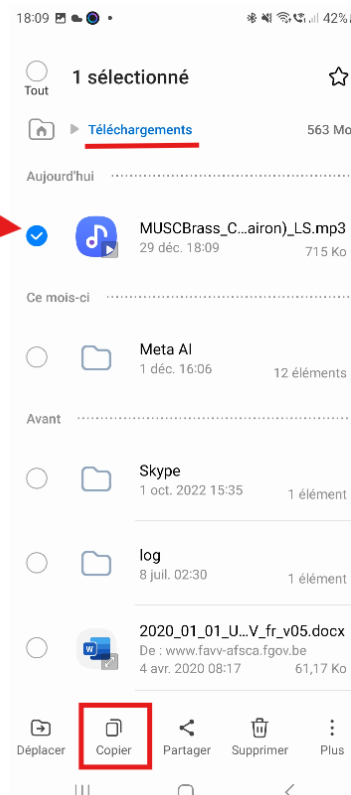 18:09
42%
1 sélectionné
Tout
Téléchargements
563 Mo
Aujourd'hui
MUSCBrass_C...airon)_LS.mp3
29 déc. 18:09
715 Ko
Ce mois-ci
Meta AI
1 déc. 16:06
12 éléments
Avant
Skype
1 oct. 2022 15:35
1 élément
log
8 juil. 02:30
1 élément
2020_01_01_U...V_fr_v05.docx
De : www.favv-afsca.fgov.be
4 avr. 2020 08:17
61,17 Ko
Déplacer
Copier
Partager
Supprimer
Plus